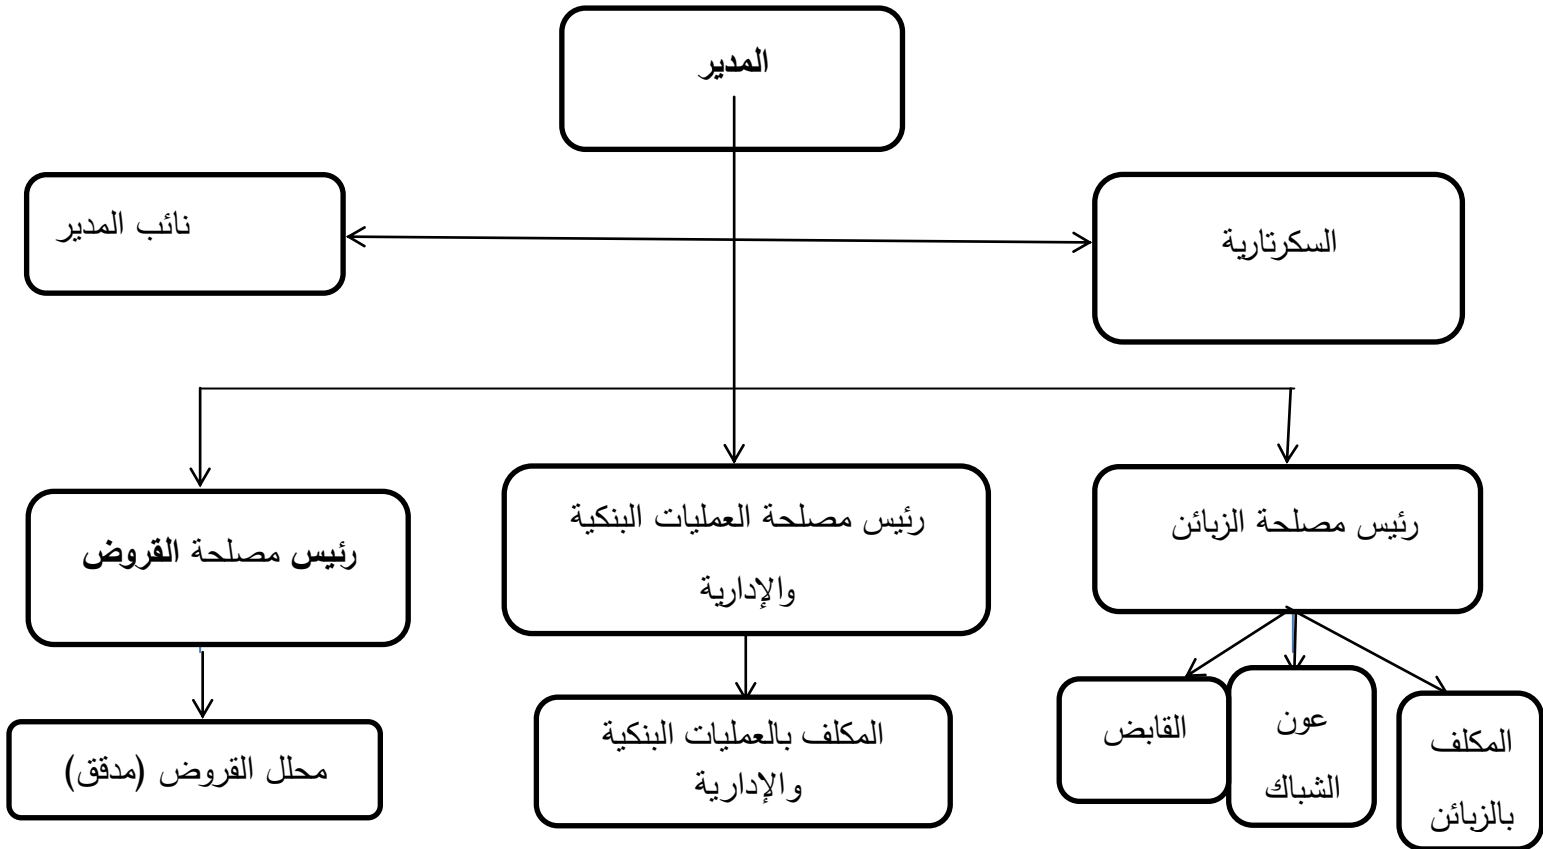 المدير
السكرتارية
نائب المدير
رئيس مصلحة الزبائن
رئيس مصلحة العمليات البنكية
والإدارية
رئيس مصلحة القروض
المكلف
بالزبائن
عون
الشباك
القابض
المكلف بالعمليات البنكية
والإدارية
محلل القروض (مدقق)